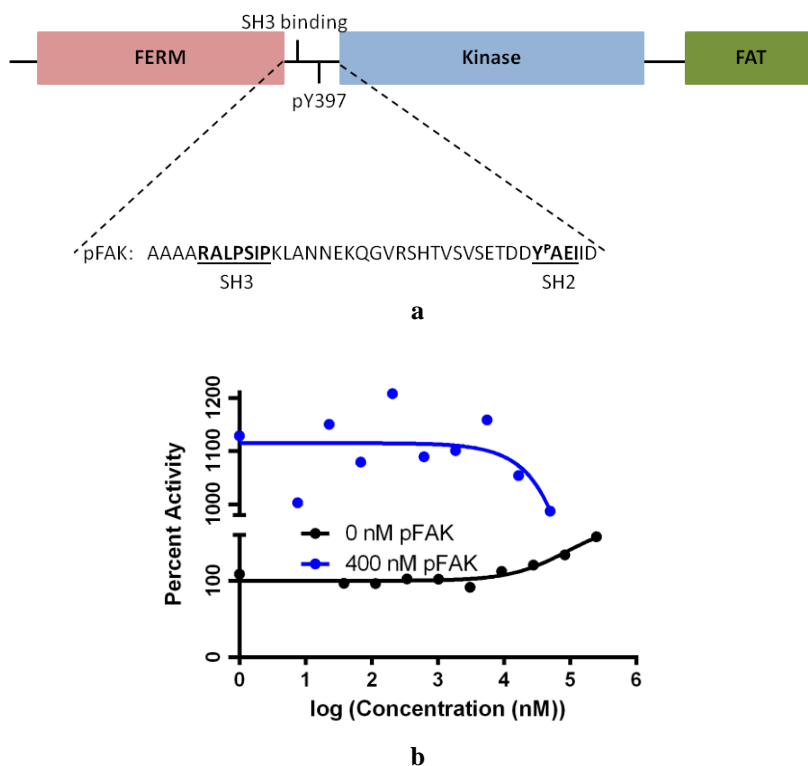 SH3 binding
FERM
Kinase
FAT
pY397
pFAK: AAAARALPSIPKLANNEKQGVRSHTVSVSETDDYᴾAEIID
SH3
SH2
a
1200
1100
1000
100
0
Percent Activity
0 nM pFAK
400 nM pFAK
0 1 2 3 4 5 6
log (Concentration (nM))
b